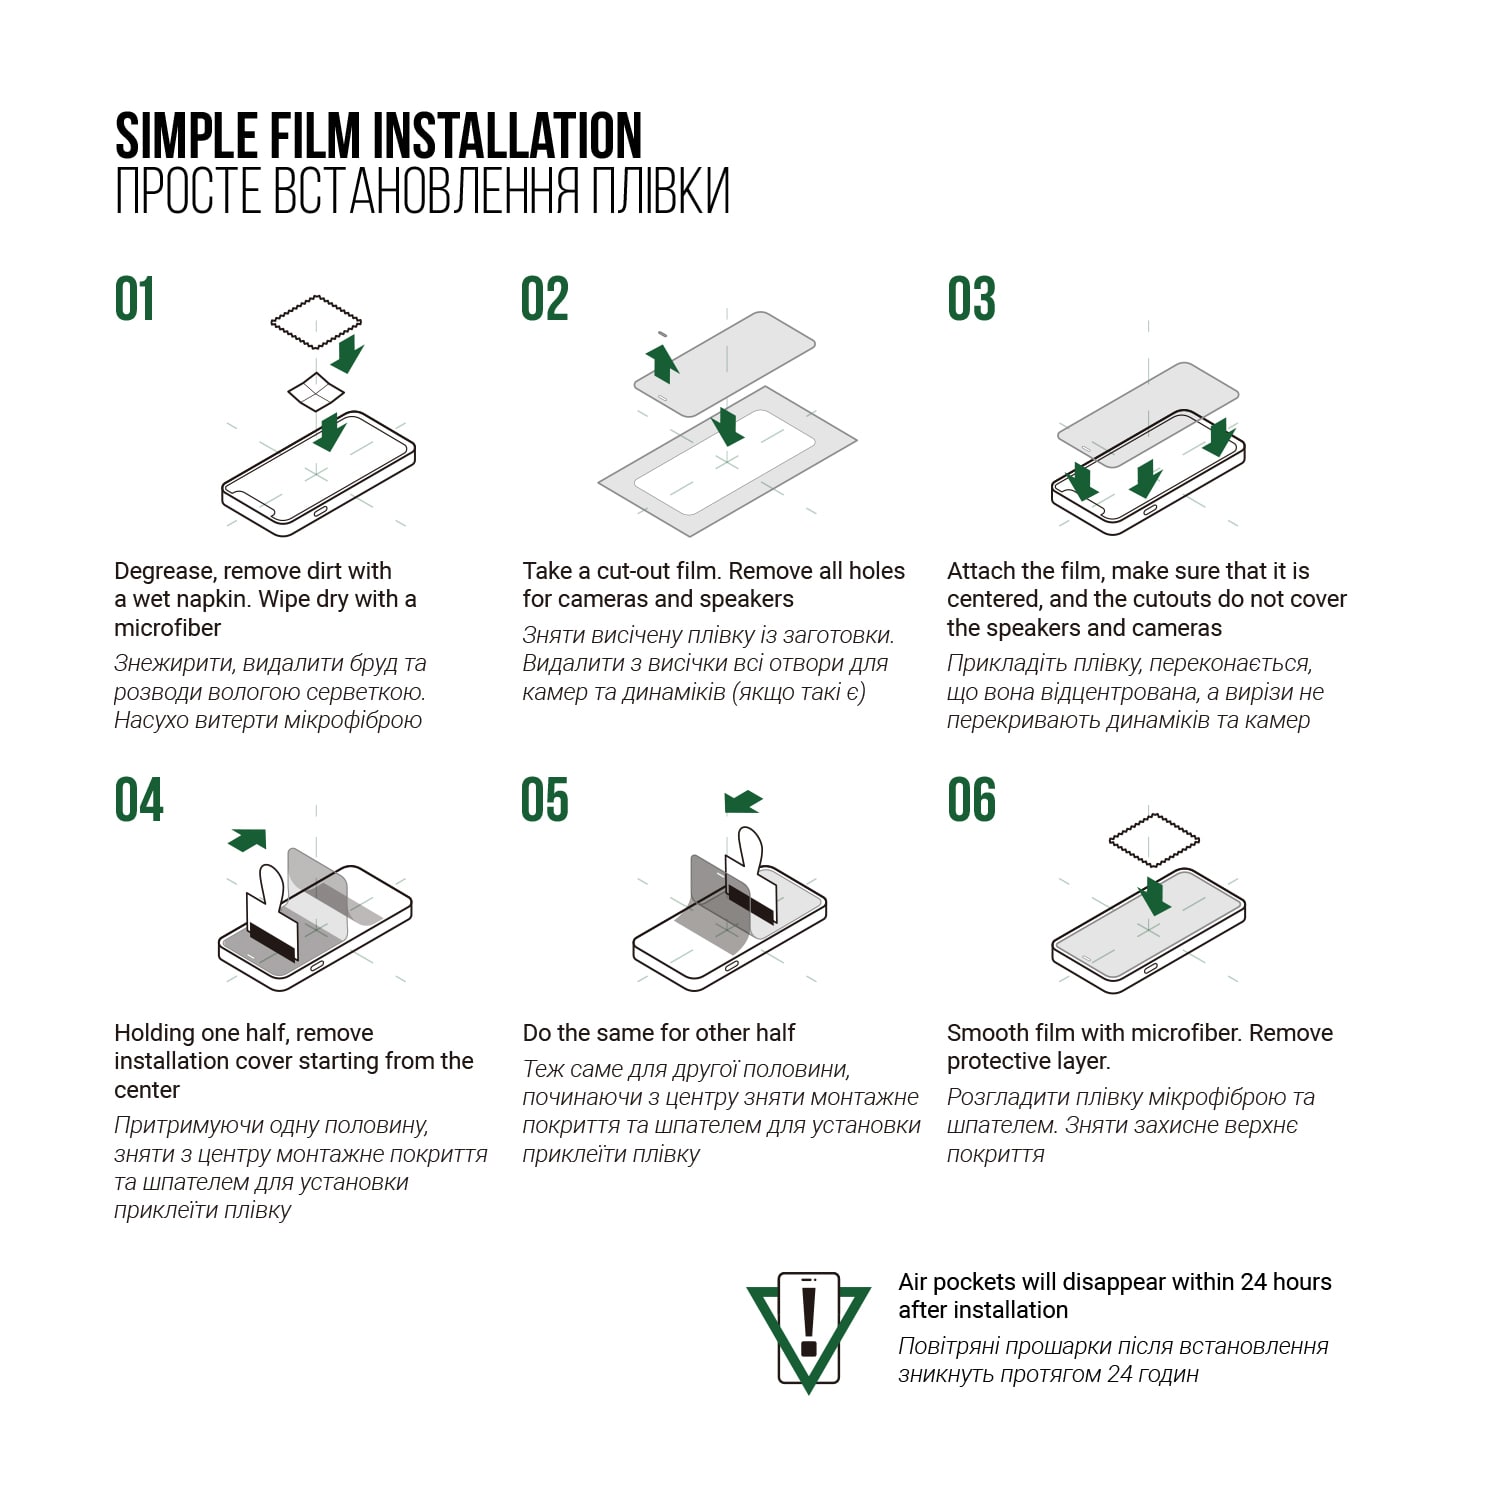 SIMPLE FILM INSTALLATION
ПРОСТЕ ВСТАНОВЛЕННЯ ПЛІВКИ
01
Degrease, remove dirt with
a wet napkin. Wipe dry with a
microfiber
Знежирити, видалити бруд та
розводи вологою серветкою.
Насухо витерти мікрофіброю
02
Take a cut-out film. Remove all holes
for cameras and speakers
Зняти висічену плівку із заготовки.
Видалити з висічки всі отвори для
камер та динаміків (якщо такі є)
03
Attach the film, make sure that it is
centered, and the cutouts do not cover
the speakers and cameras
Прикладіть плівку, переконається,
що вона відцентрована, а вирізи не
перекривають динаміків та камер
04
Holding one half, remove
installation cover starting from the
center
Притримуючи одну половину,
зняти з центру монтажне покриття
та шпателем для установки
приклеїти плівку
05
Do the same for other half
Теж саме для другої половини,
починаючи з центру зняти монтажне
покриття та шпателем для установки
приклеїти плівку
06
Smooth film with microfiber. Remove
protective layer.
Розгладити плівку мікрофіброю та
шпателем. Зняти захисне верхнє
покриття
Air pockets will disappear within 24 hours
after installation
Повітряні прошарки після встановлення
зникнуть протягом 24 годин